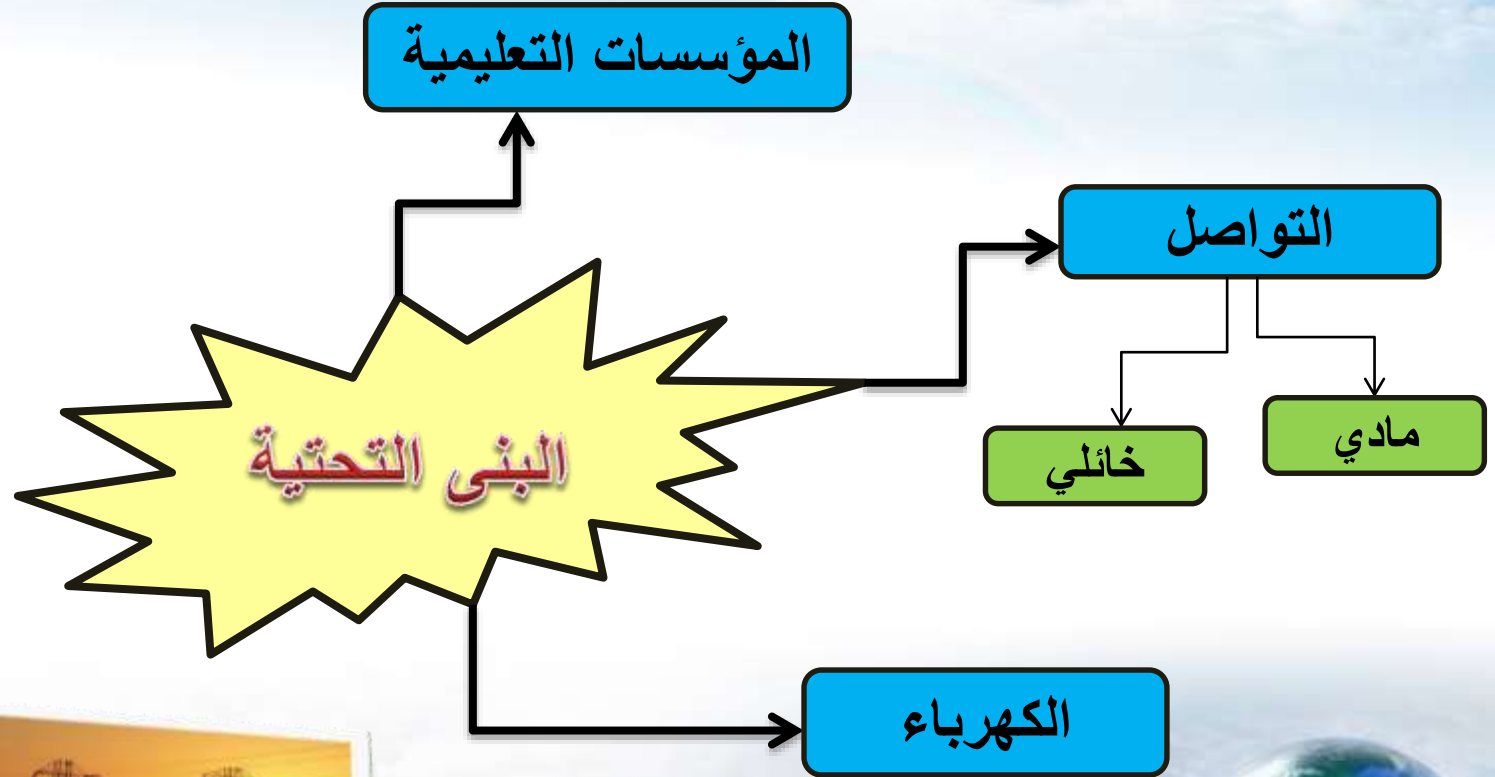 المؤسسات التعليمية
التواصل
مادي
خائلي
البنى التحتية
الكهرباء